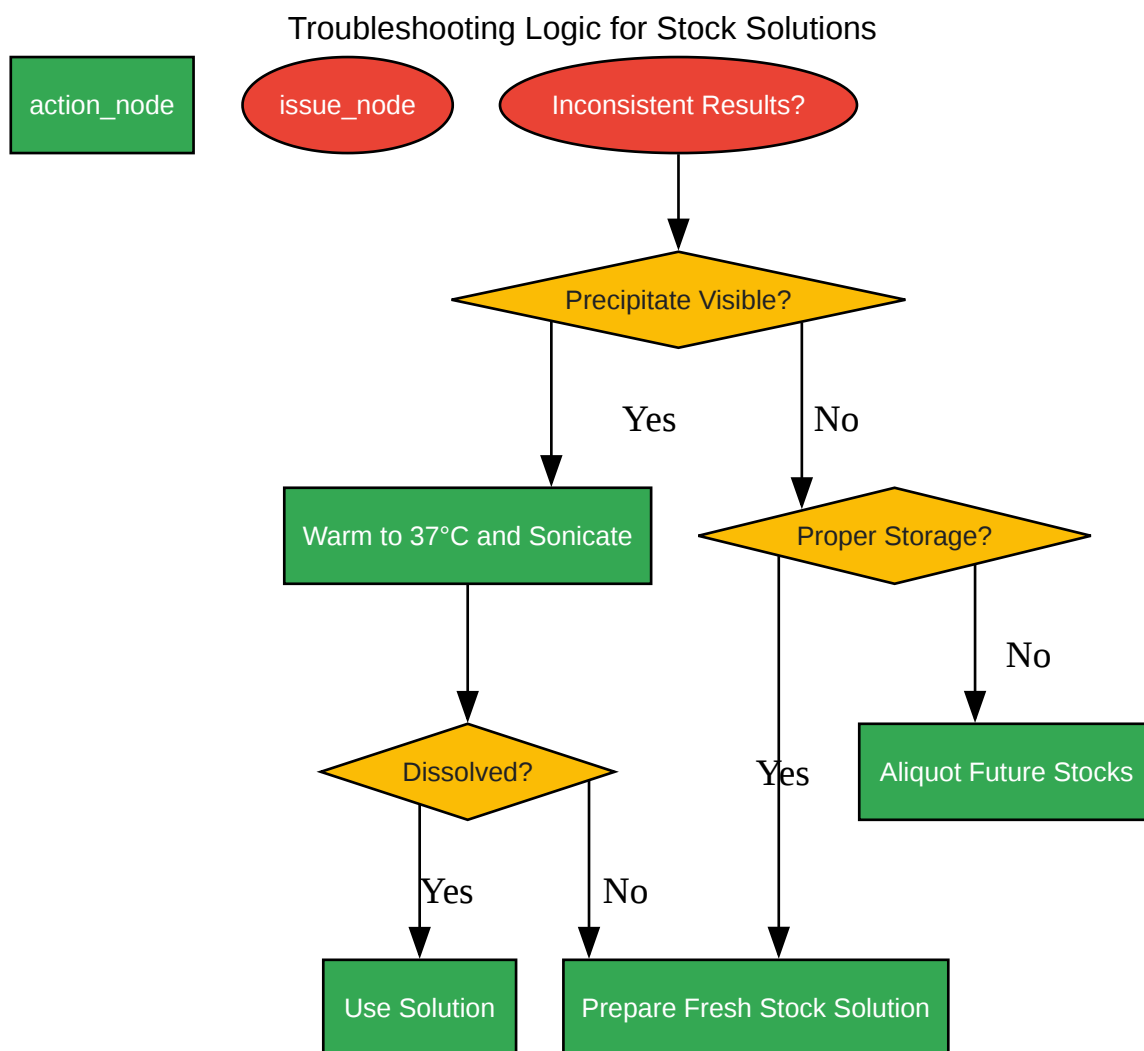 Troubleshooting Logic for Stock Solutions
action_node
issue_node
Inconsistent Results?
Precipitate Visible?
Yes
No
Warm to 37°C and Sonicate
Proper Storage?
No
Dissolved?
Yes
Aliquot Future Stocks
Yes
No
Use Solution
Prepare Fresh Stock Solution